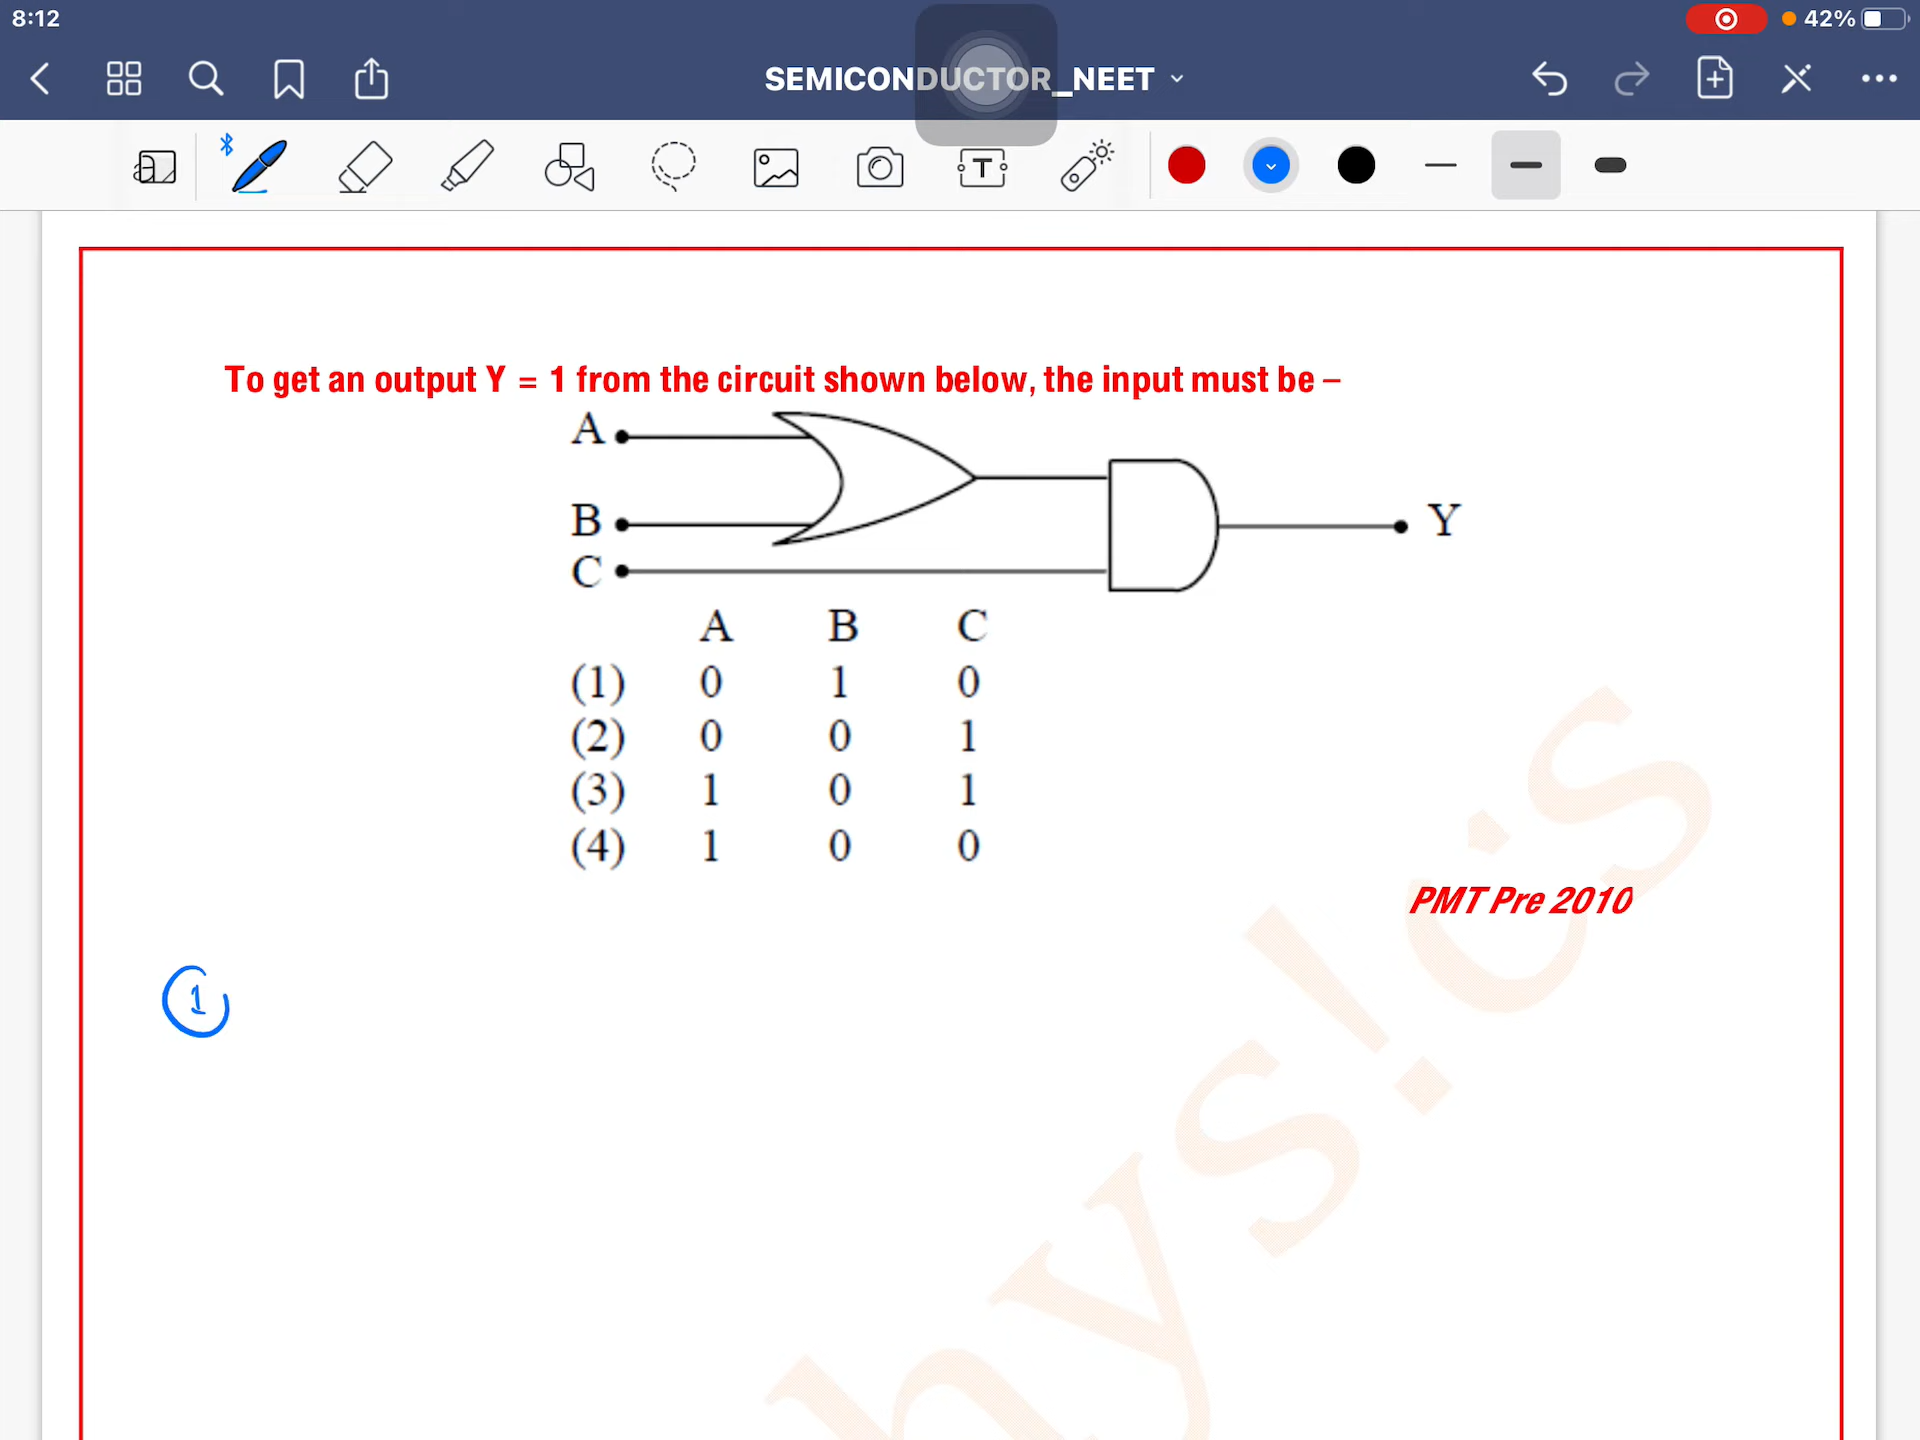 8:12
42%
SEMICONDUCTOR_NEET
a
T
To get an output Y = 1 from the circuit shown below, the input must be –
A
B
C
Y
A B C
(1) 0 1 0
(2) 0 0 1
(3) 1 0 1
(4) 1 0 0
PMT Pre 2010
1
hys!cs